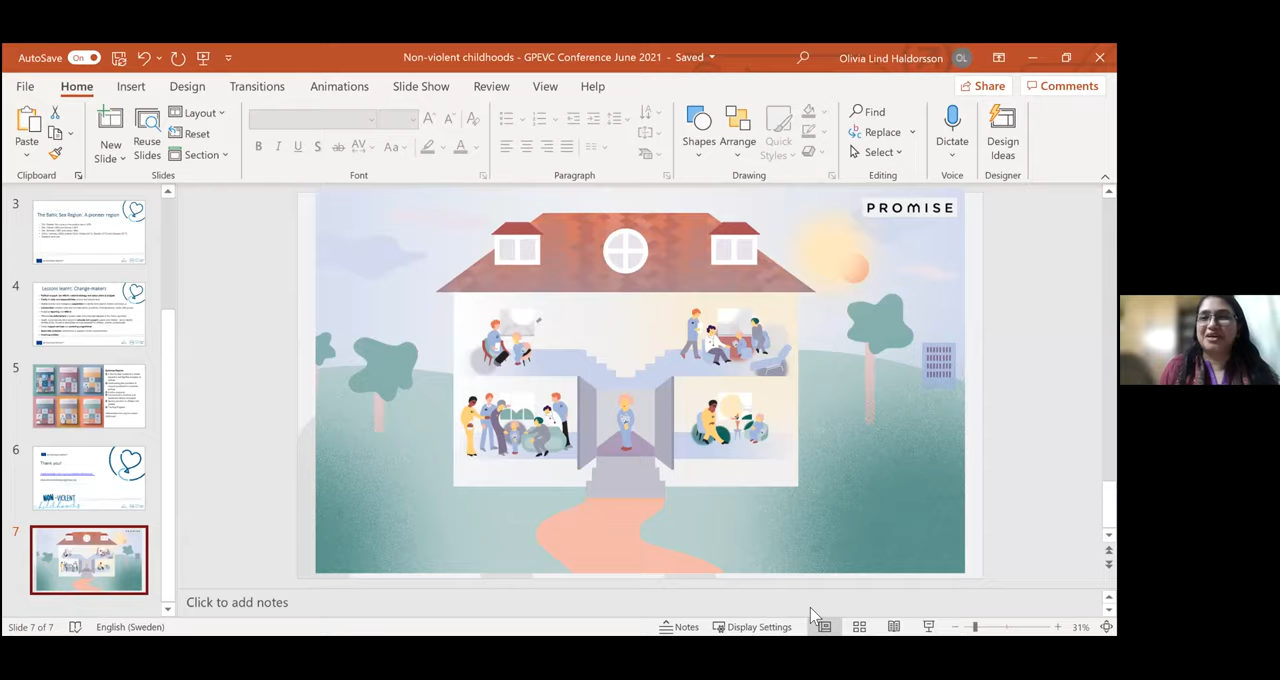 AutoSave On
Non-violent childhoods - GPEVC Conference June 2021 - Saved
Olivia Lind Haldorsson OL
File Home Insert Design Transitions Animations Slide Show Review View Help
Share Comments
Paste
New Slide
Reuse Slides
Layout
Reset
Section
B I U S ab AV Aa A
Shapes Arrange Quick Styles
Find
Replace
Select
Dictate
Design Ideas
Clipboard Slides Font Paragraph Drawing Editing Voice Designer
3
The Baltic Sea Region: A pioneer region
4
Lessons learnt: Change-makers
5
6
Thank you!
NON-VIOLENT
childhoods
7
PROMISE
Click to add notes
Slide 7 of 7 English (Sweden) Notes Display Settings 31%